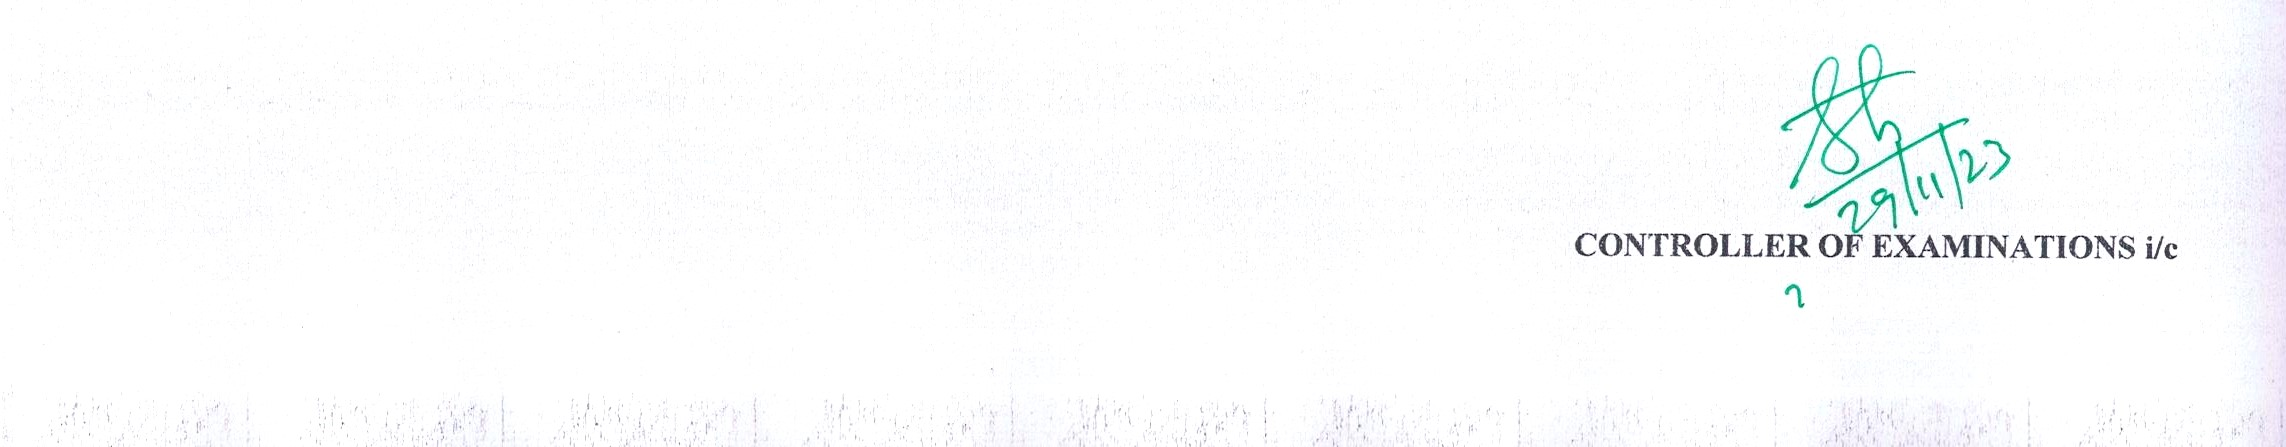 29/11/23
CONTROLLER OF EXAMINATIONS i/c